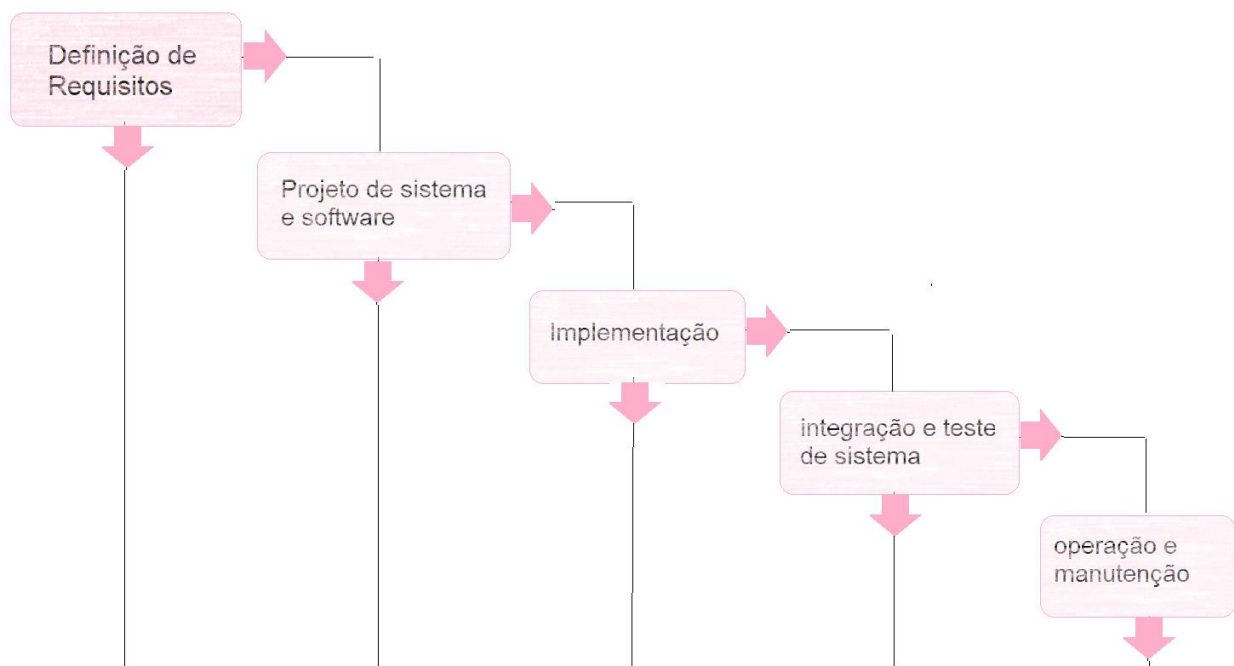 Definição de
Requisitos
Projeto de sistema
e software
Implementação
integração e teste
de sistema
operação e
manutenção